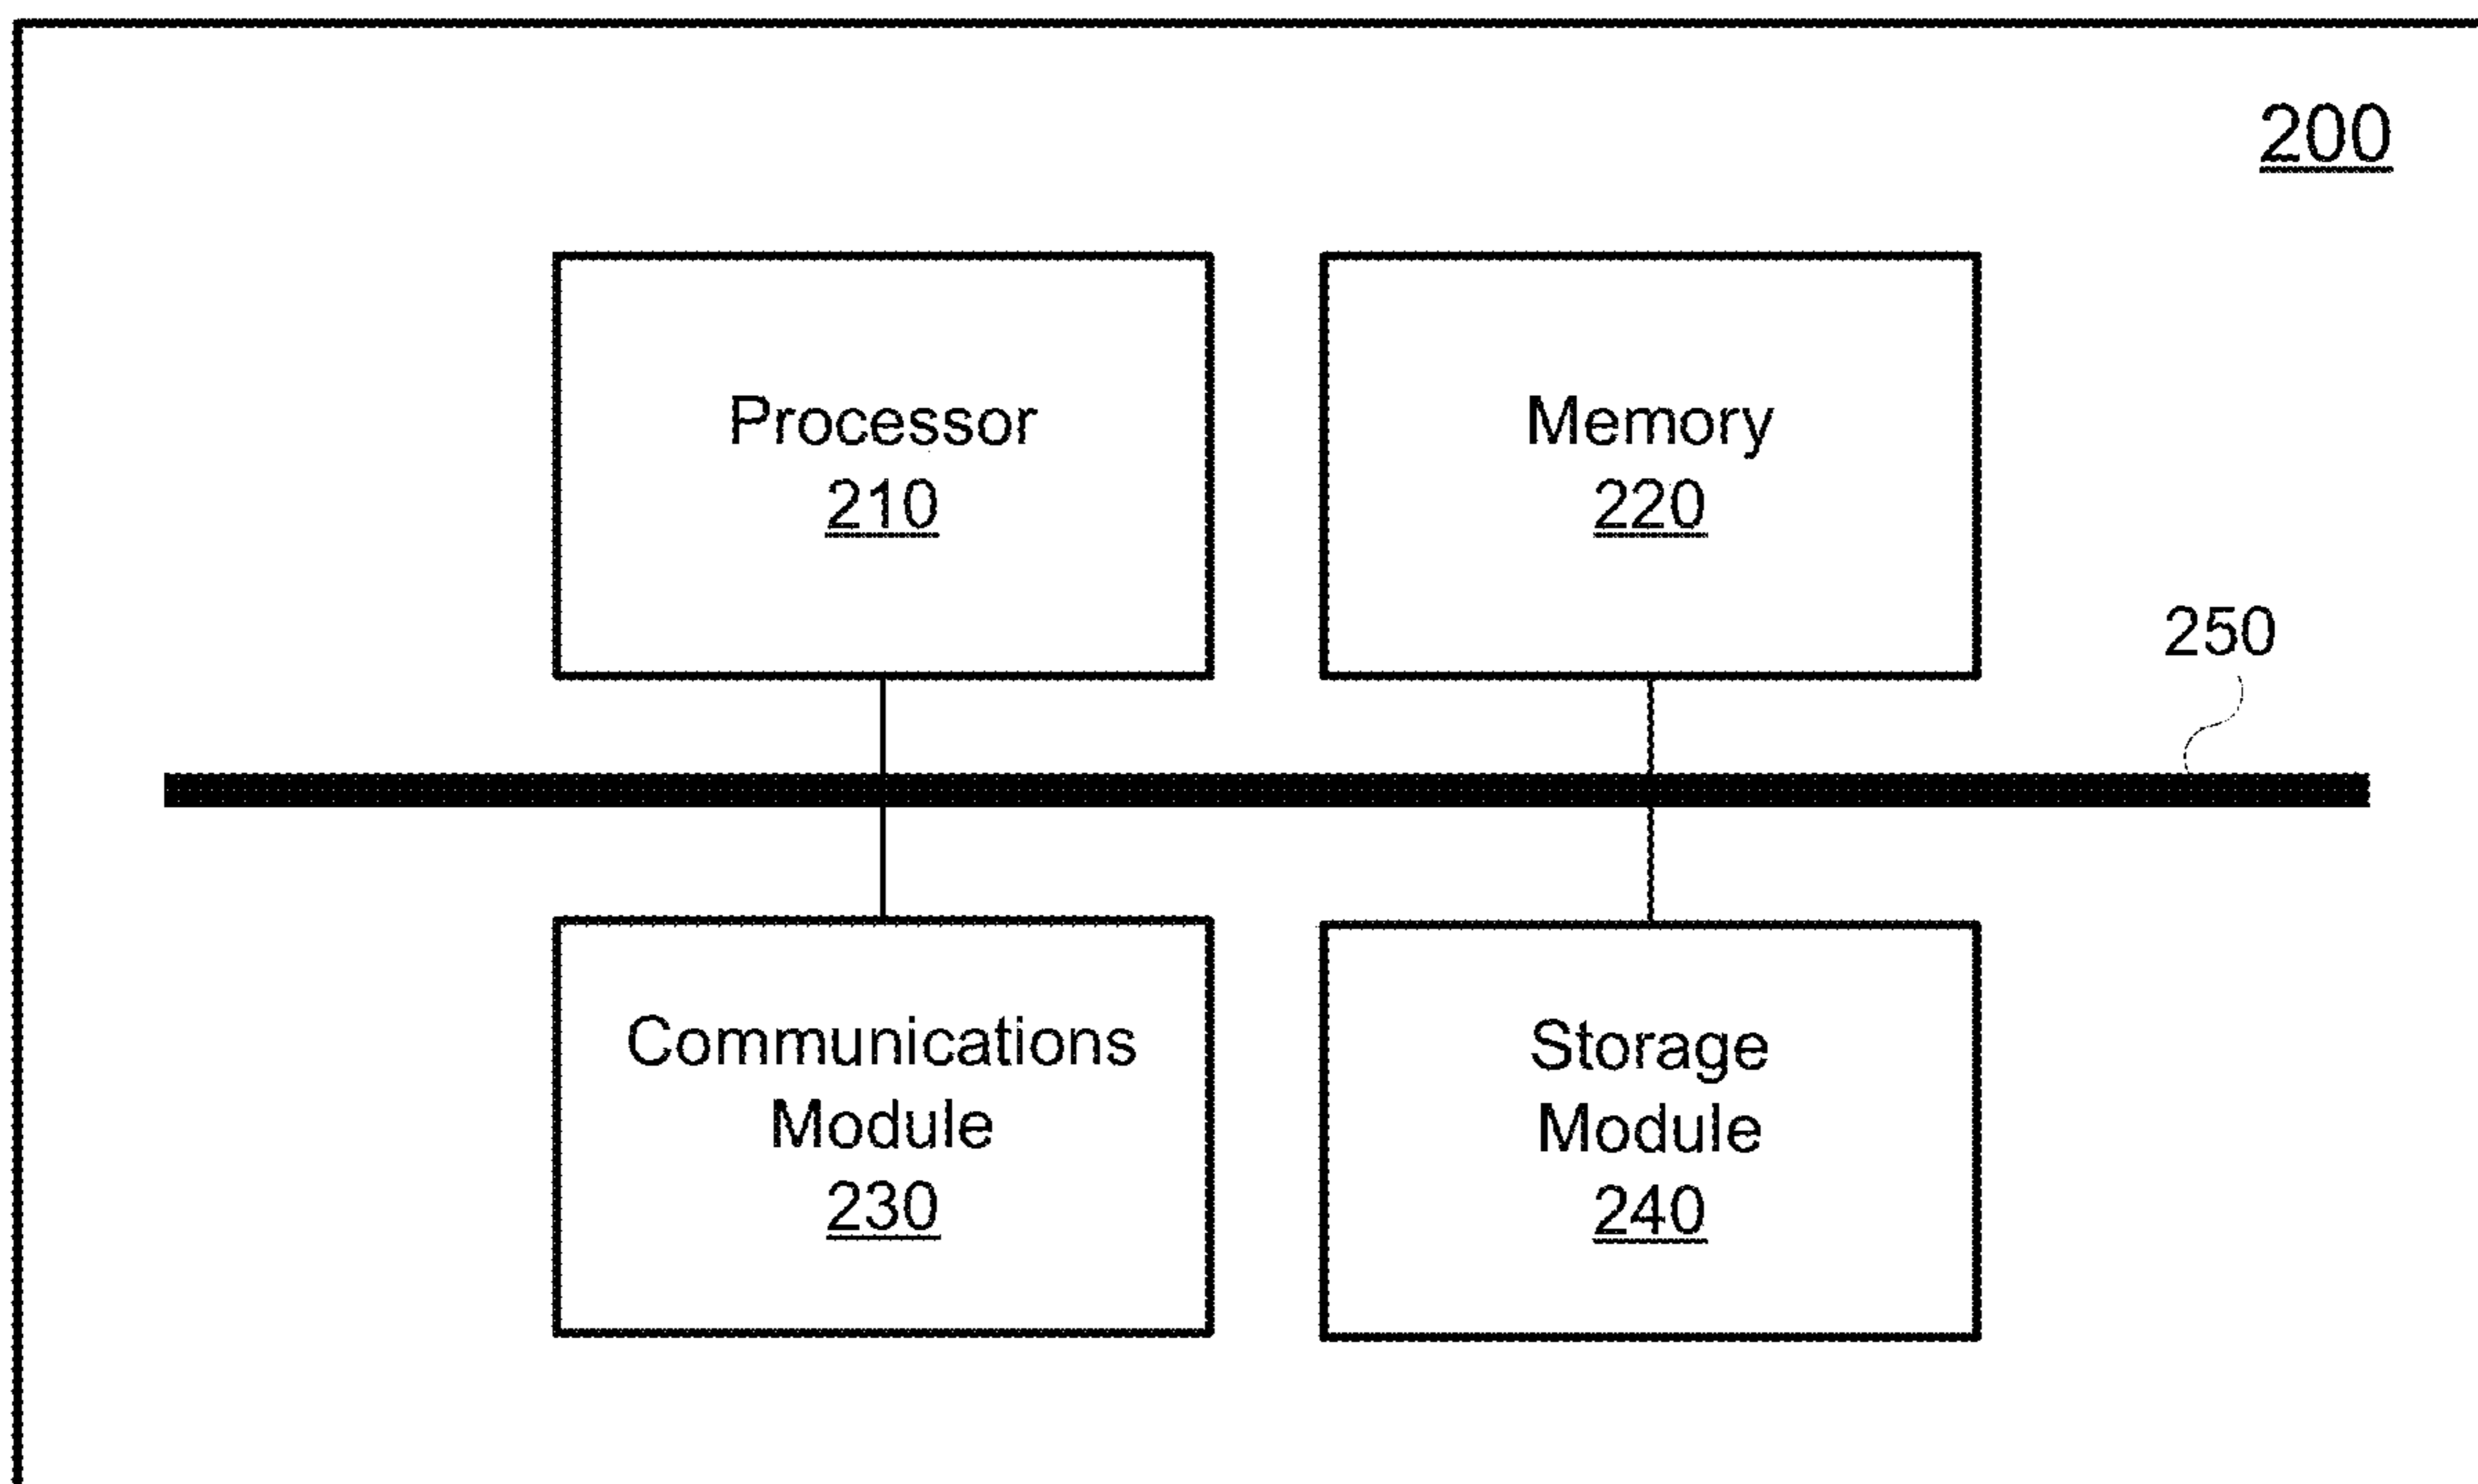 200
Processor
210
Memory
220
250
Communications
Module
230
Storage
Module
240